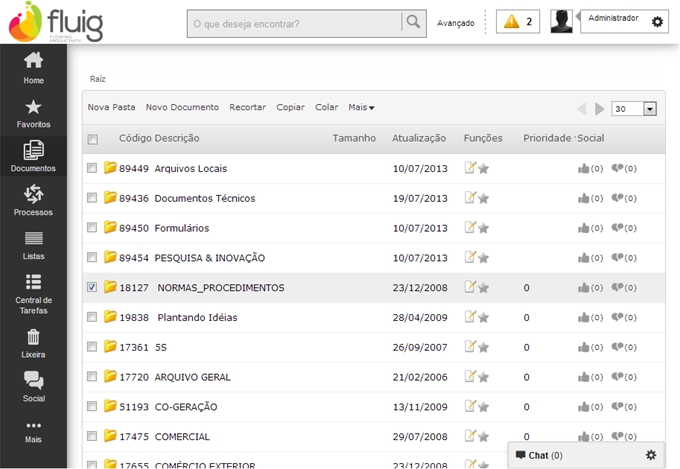 fluig
O que deseja encontrar?
Avançado
2
Administrador
Home
Favoritos
Documentos
Processos
Listas
Central de
Tarefas
Lixeira
Social
Mais
Raíz
Nova Pasta Novo Documento Recortar Copiar Colar Mais 30
Código Descrição Tamanho Atualização Funções Prioridade Social
89449 Arquivos Locais 10/07/2013 (0) (0)
89436 Documentos Técnicos 19/07/2013 (0) (0)
89450 Formulários 10/07/2013 (0) (0)
89454 PESQUISA & INOVAÇÃO 10/07/2013 (0) (0)
18127 NORMAS_PROCEDIMENTOS 23/12/2008 0 (0) (0)
19838 Plantando Idéias 28/04/2009 0 (0) (0)
17361 5S 26/09/2007 0 (0) (0)
17720 ARQUIVO GERAL 21/02/2006 0 (0) (0)
51193 CO-GERAÇÃO 13/11/2009 0 (0) (0)
17475 COMERCIAL 29/07/2008 0 (0) (0)
17655 COMÉRCIO EXTERIOR 23/12/2008
Chat (0)